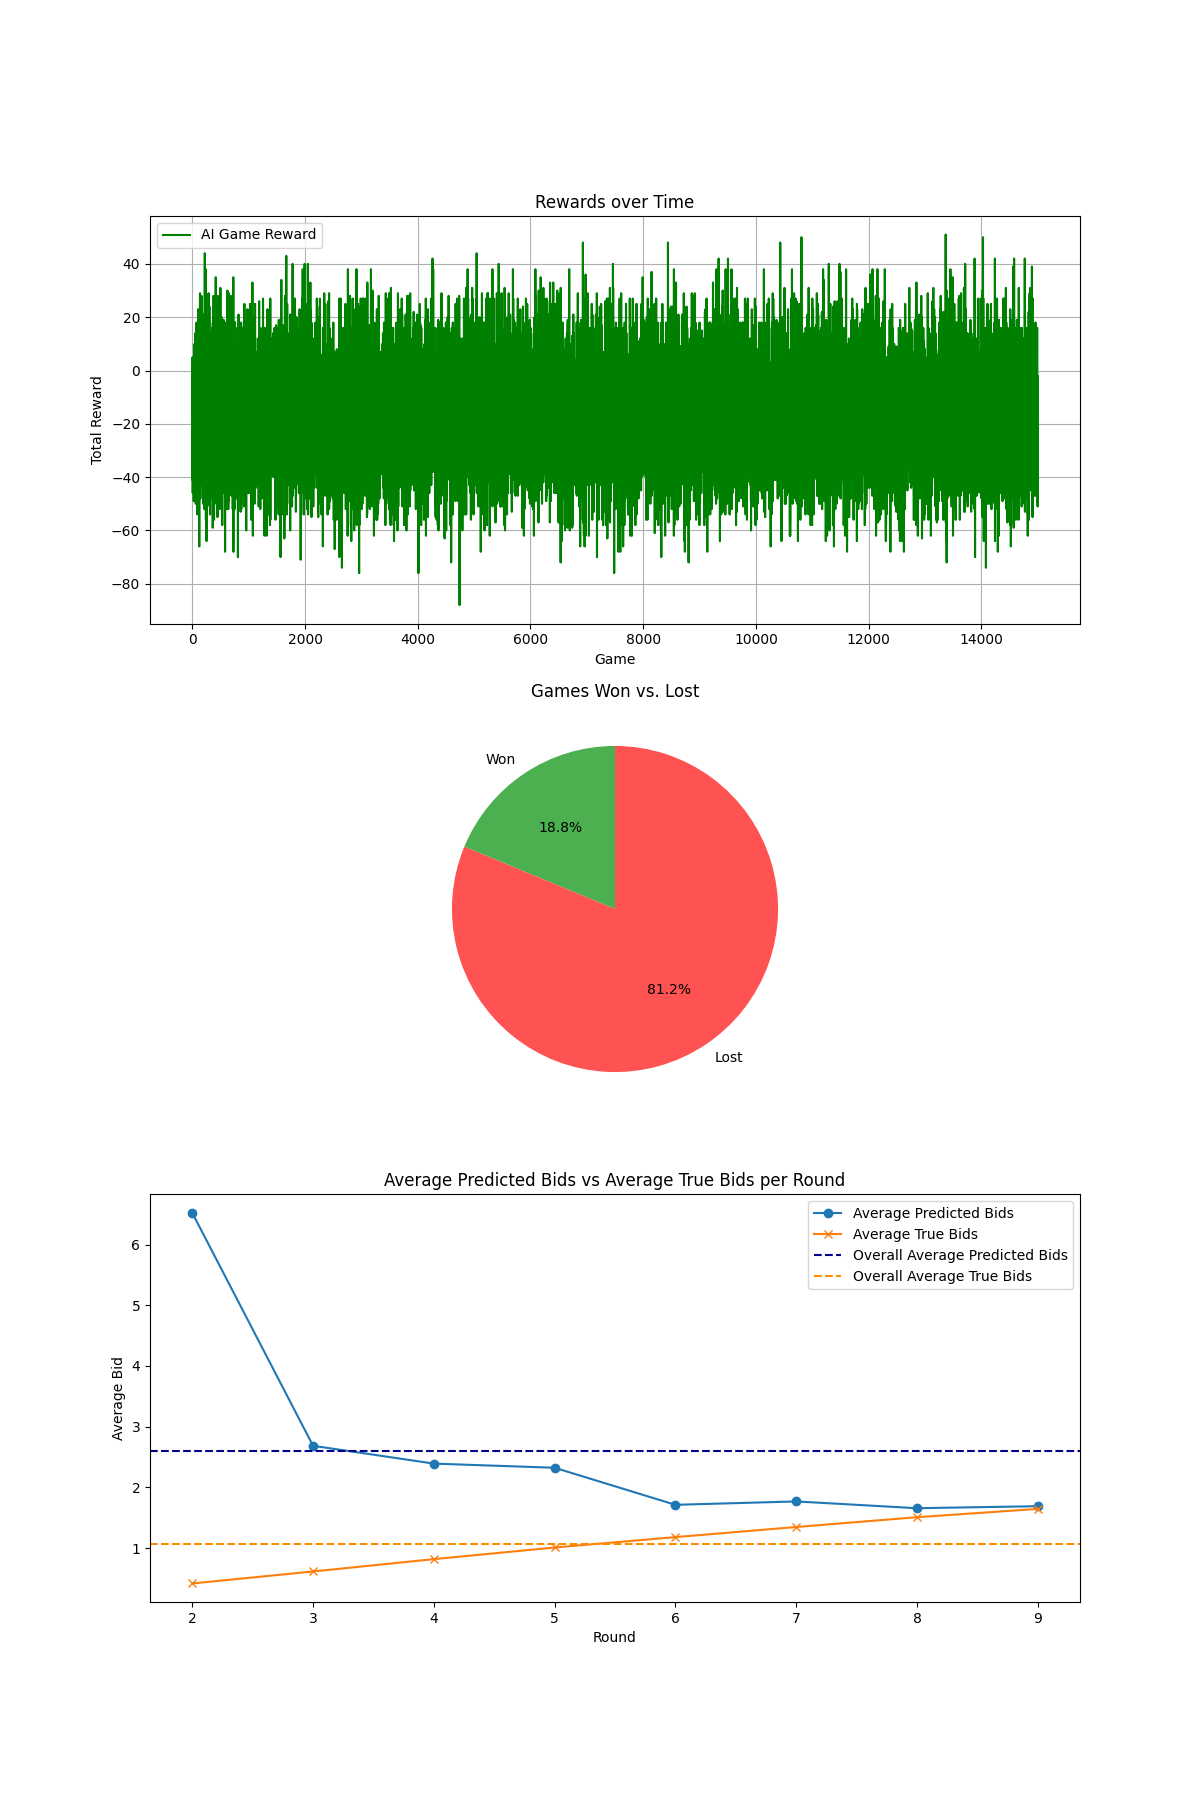 Rewards over Time
AI Game Reward
40
20
0
−20
−40
−60
−80
Total Reward
0 2000 4000 6000 8000 10000 12000 14000
Game
Games Won vs. Lost
Won
18.8%
81.2%
Lost
Average Predicted Bids vs Average True Bids per Round
Average Predicted Bids
Average True Bids
Overall Average Predicted Bids
Overall Average True Bids
6
5
4
3
2
1
Average Bid
2 3 4 5 6 7 8 9
Round